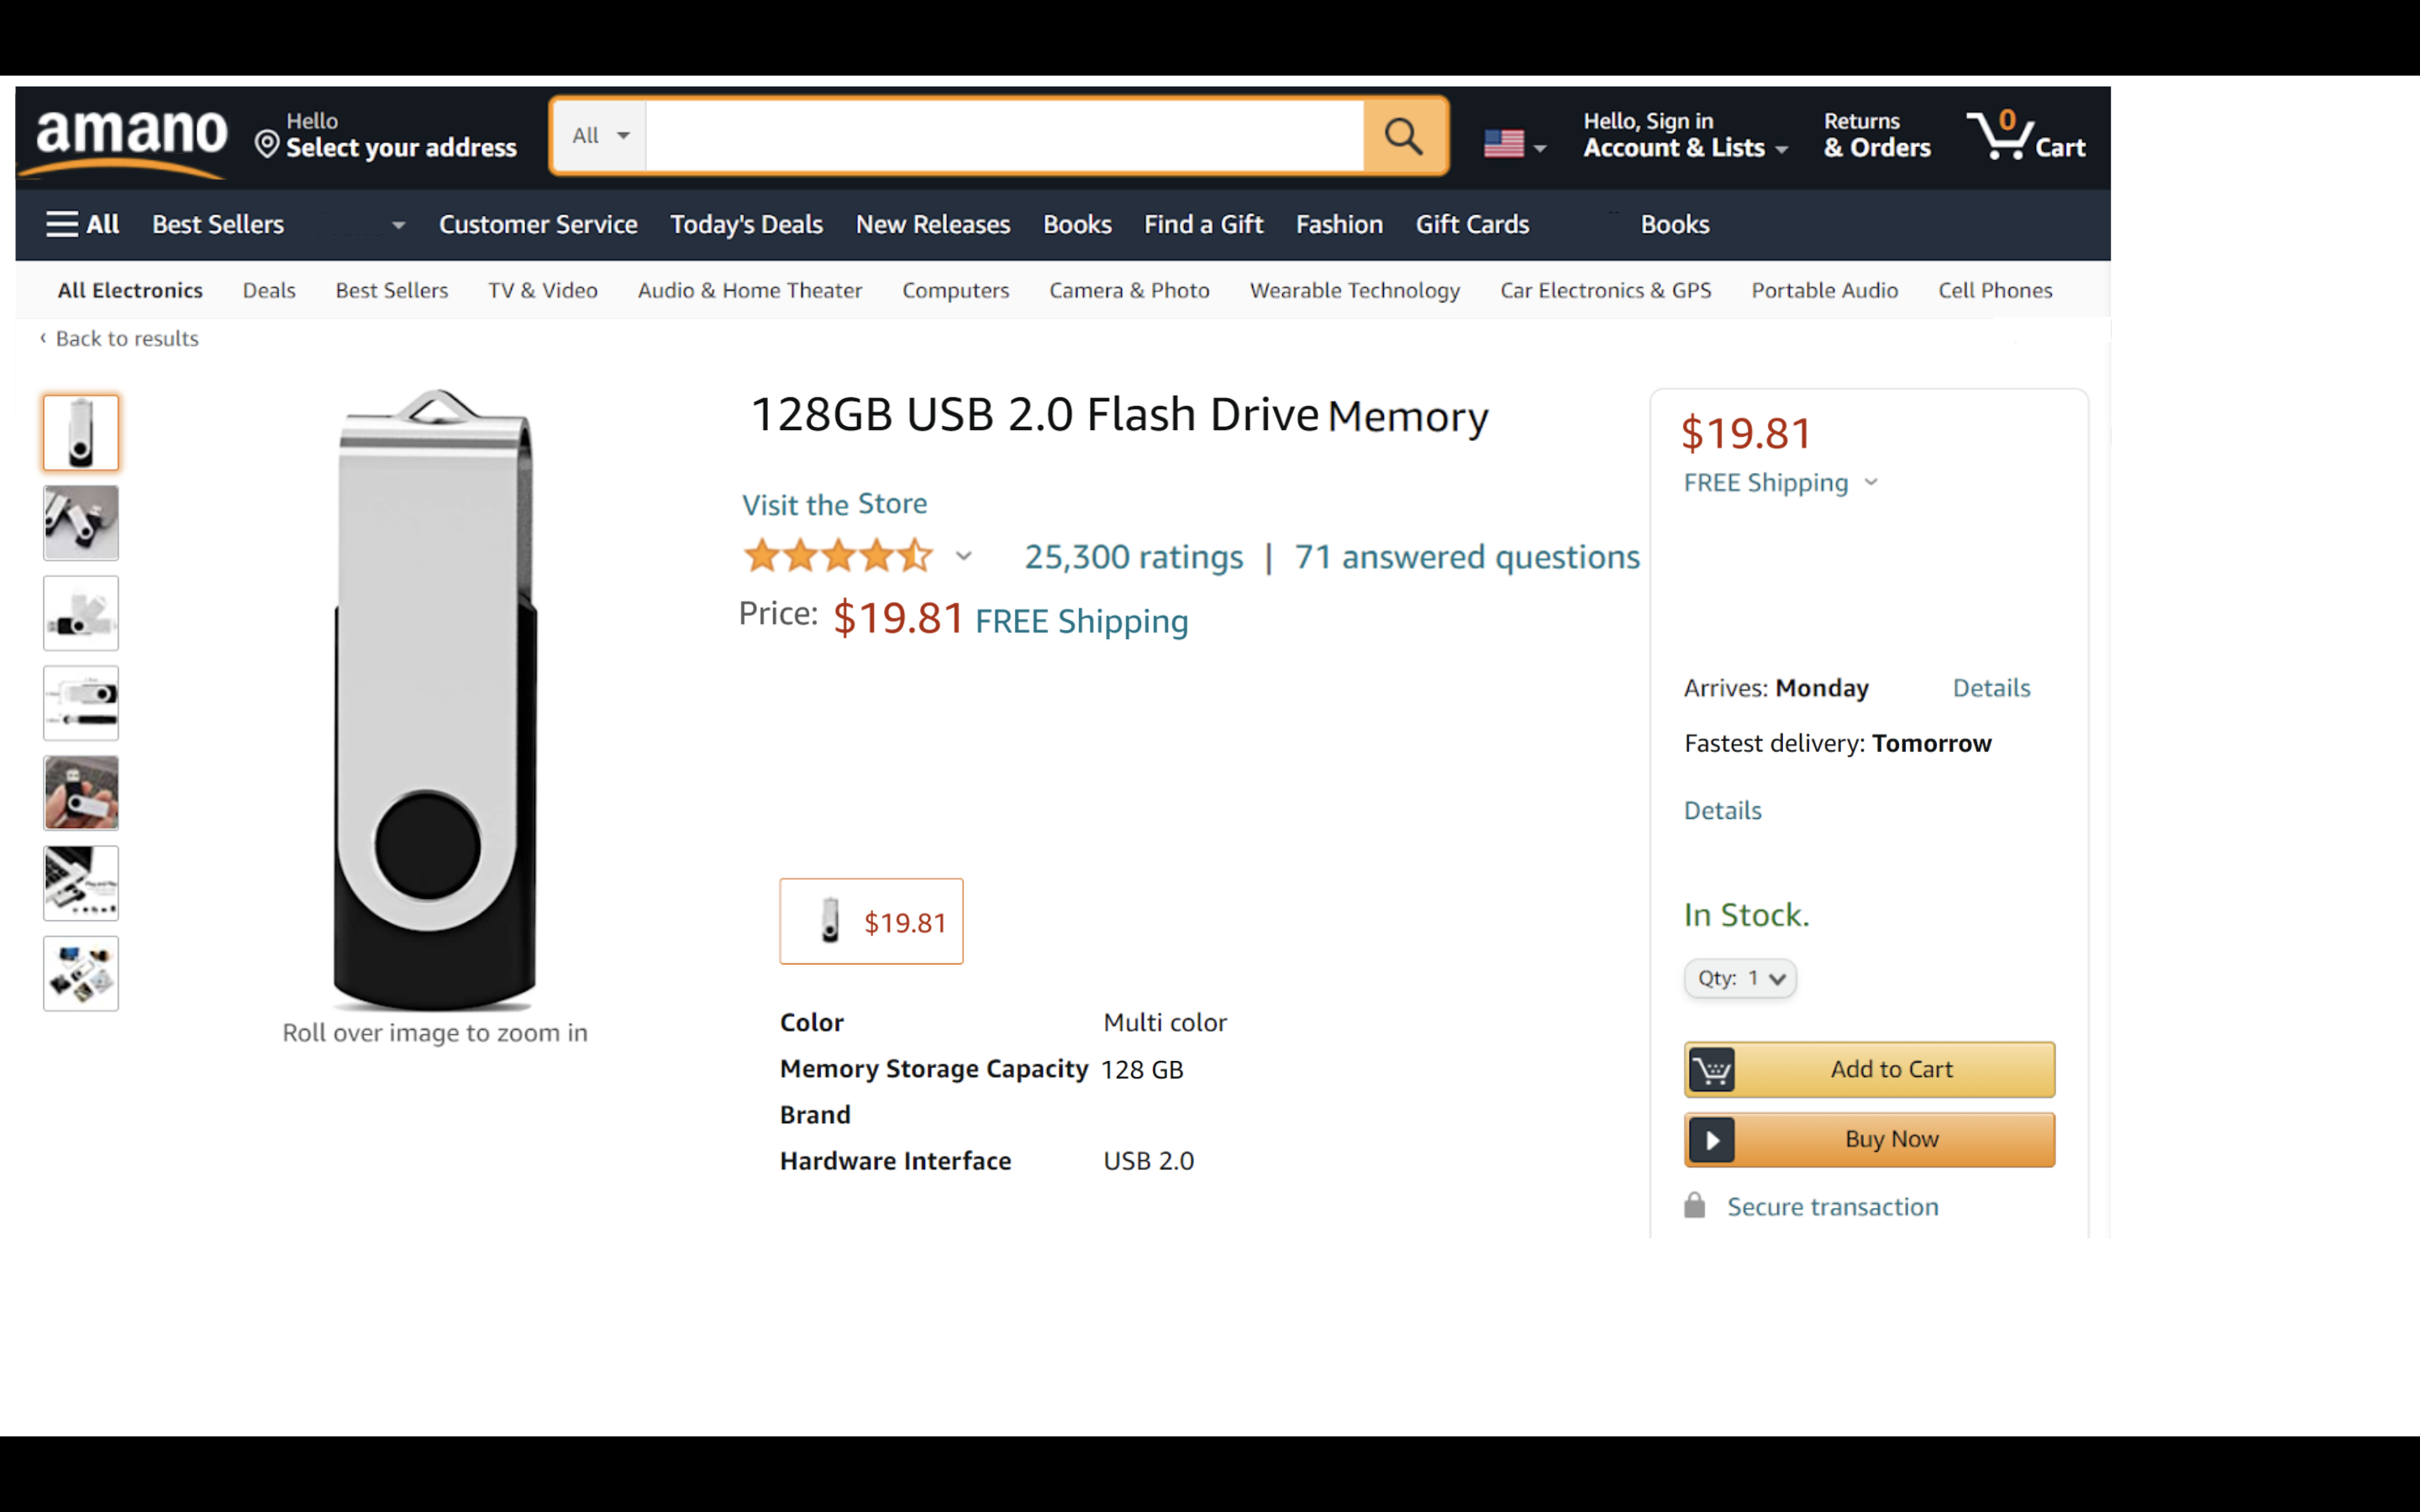 amano
Hello
Select your address
All
Hello, Sign in
Account & Lists
Returns
& Orders
0
Cart
All Best Sellers Customer Service Today's Deals New Releases Books Find a Gift Fashion Gift Cards Books
All Electronics Deals Best Sellers TV & Video Audio & Home Theater Computers Camera & Photo Wearable Technology Car Electronics & GPS Portable Audio Cell Phones
‹ Back to results
Roll over image to zoom in
128GB USB 2.0 Flash Drive Memory
Visit the Store
25,300 ratings | 71 answered questions
Price: $19.81 FREE Shipping
$19.81
Color Multi color
Memory Storage Capacity 128 GB
Brand
Hardware Interface USB 2.0
$19.81
FREE Shipping
Arrives: Monday Details
Fastest delivery: Tomorrow
Details
In Stock.
Qty: 1
Add to Cart
Buy Now
Secure transaction